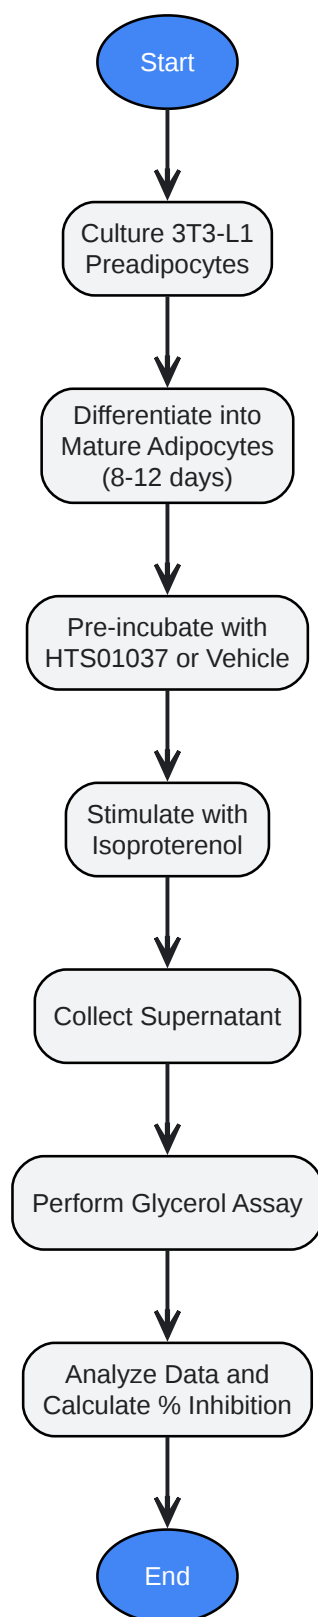 Start
Culture 3T3-L1
Preadipocytes
Differentiate into
Mature Adipocytes
(8-12 days)
Pre-incubate with
HTS01037 or Vehicle
Stimulate with
Isoproterenol
Collect Supernatant
Perform Glycerol Assay
Analyze Data and
Calculate % Inhibition
End